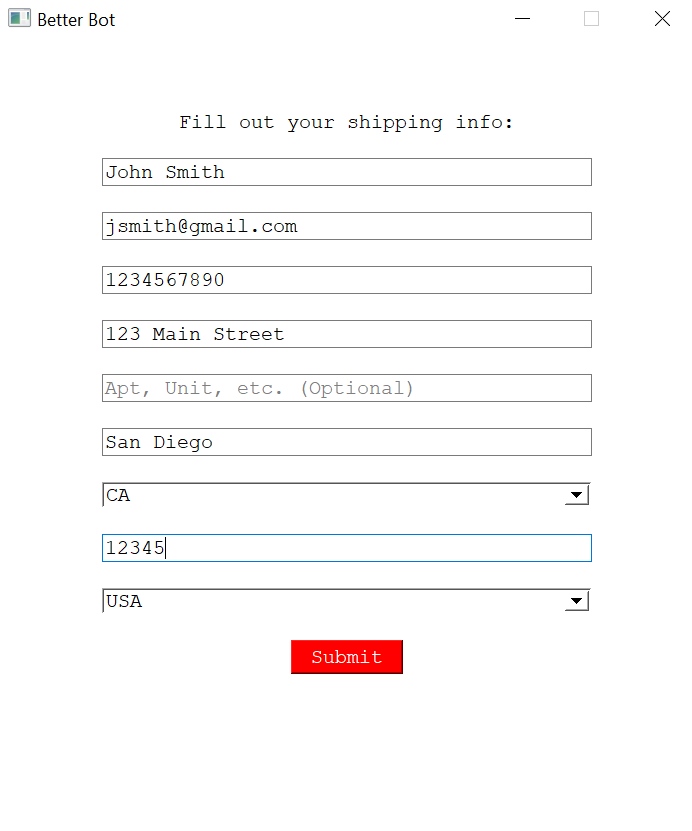 Better Bot
Fill out your shipping info:
John Smith
jsmith@gmail.com
1234567890
123 Main Street
Apt, Unit, etc. (Optional)
San Diego
CA
12345
USA
Submit